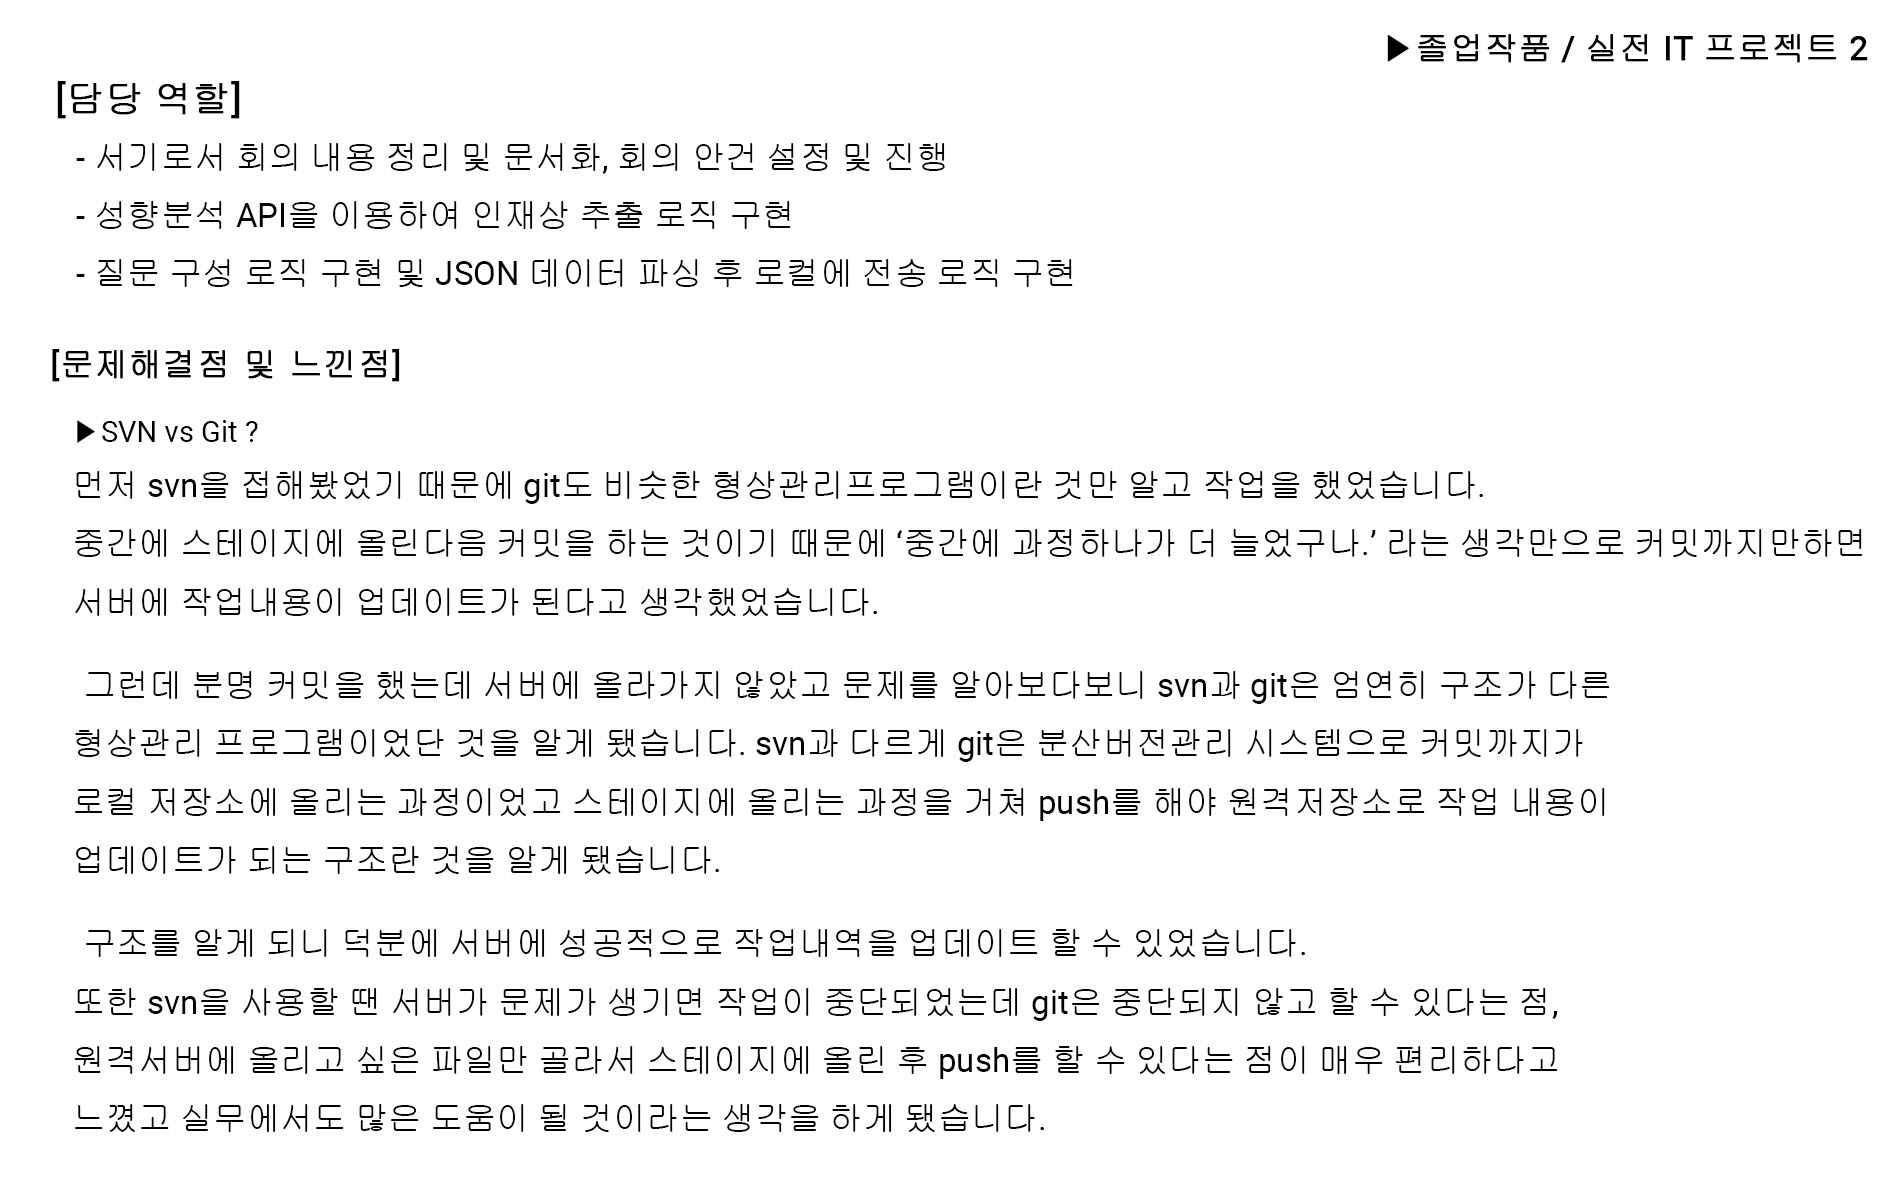 ▶졸업작품 / 실전 IT 프로젝트 2
[담당 역할]
- 서기로서 회의 내용 정리 및 문서화, 회의 안건 설정 및 진행
- 성향분석 API을 이용하여 인재상 추출 로직 구현
- 질문 구성 로직 구현 및 JSON 데이터 파싱 후 로컬에 전송 로직 구현
[문제해결점 및 느낀점]
▶SVN vs Git ?
먼저 svn을 접해봤었기 때문에 git도 비슷한 형상관리프로그램이란 것만 알고 작업을 했었습니다.
중간에 스테이지에 올린다음 커밋을 하는 것이기 때문에 ‘중간에 과정하나가 더 늘었구나.’ 라는 생각만으로 커밋까지만하면
서버에 작업내용이 업데이트가 된다고 생각했었습니다.
그런데 분명 커밋을 했는데 서버에 올라가지 않았고 문제를 알아보다보니 svn과 git은 엄연히 구조가 다른
형상관리 프로그램이었단 것을 알게 됐습니다. svn과 다르게 git은 분산버전관리 시스템으로 커밋까지가
로컬 저장소에 올리는 과정이었고 스테이지에 올리는 과정을 거쳐 push를 해야 원격저장소로 작업 내용이
업데이트가 되는 구조란 것을 알게 됐습니다.
구조를 알게 되니 덕분에 서버에 성공적으로 작업내역을 업데이트 할 수 있었습니다.
또한 svn을 사용할 땐 서버가 문제가 생기면 작업이 중단되었는데 git은 중단되지 않고 할 수 있다는 점,
원격서버에 올리고 싶은 파일만 골라서 스테이지에 올린 후 push를 할 수 있다는 점이 매우 편리하다고
느꼈고 실무에서도 많은 도움이 될 것이라는 생각을 하게 됐습니다.